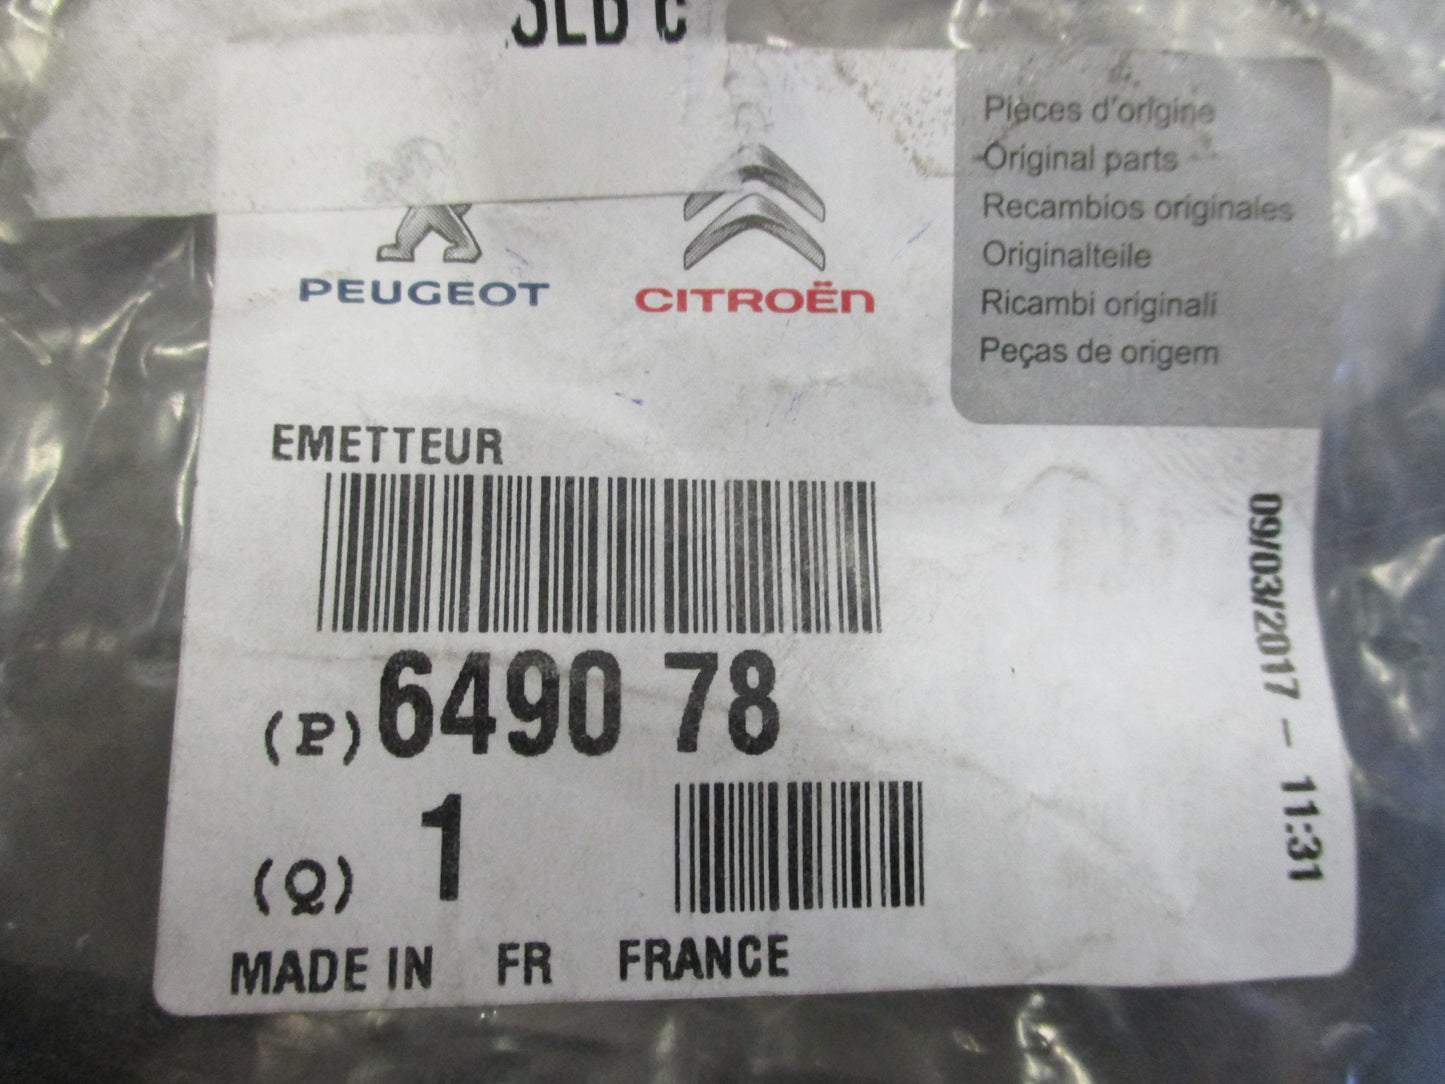 PEUGEOT
CITROËN
Pièces d'origine
Original parts
Recambios originales
Originalteile
Ricambi originali
Peças de origem
EMETTEUR
(P) 6490 78
(Q) 1
MADE IN FR FRANCE
09/03/2017 - 11:31